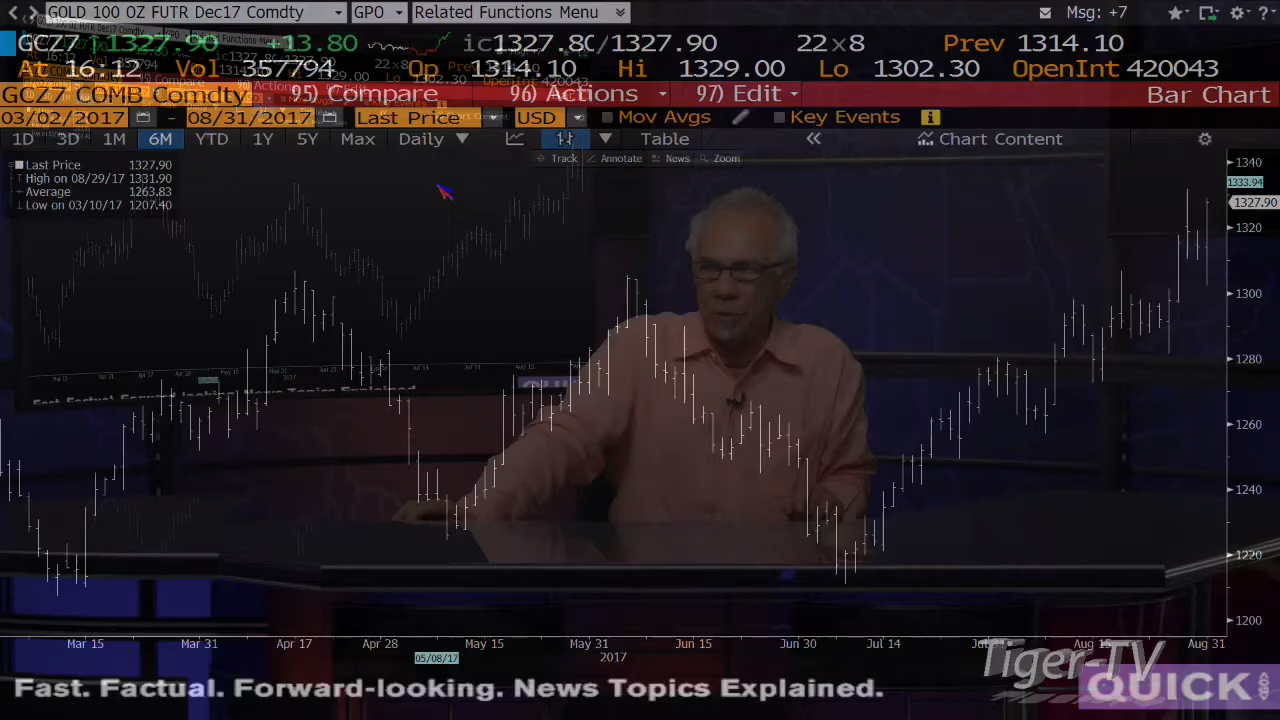 GOLD 100 OZ FUTR Dec17 Comdty GPO Related Functions Menu Msg: +7
GCZ7 1327.90 +13.80 1327.80/1327.90 22×8 Prev 1314.10
At 16:12 Vol Op 1314.10 Hi 1329.00 Lo 1302.30 OpenInt 420043
GCZ7 COMB Comdty 95) Compare 96) Actions 97) Edit Bar Chart
03/02/2017 - 08/31/2017 Last Price USD Mov Avgs Key Events
1D 3D 1M 6M YTD 1Y 5Y Max Daily Table « Chart Content
Track Annotate News Zoom
Last Price 1327.90
High on 08/29/17 1331.90
Average 1263.83
Low on 03/10/17 1207.40
1340
1333.94
1327.90
1320
1300
1280
1260
1240
1220
1200
Mar 15 Mar 31 Apr 17 Apr 28 May 15 May 31 Jun 15 Jun 30 Jul 14 Aug 31
05/08/17 2017
Tiger-TV
Fast. Factual. Forward-looking. News Topics Explained. QUICK